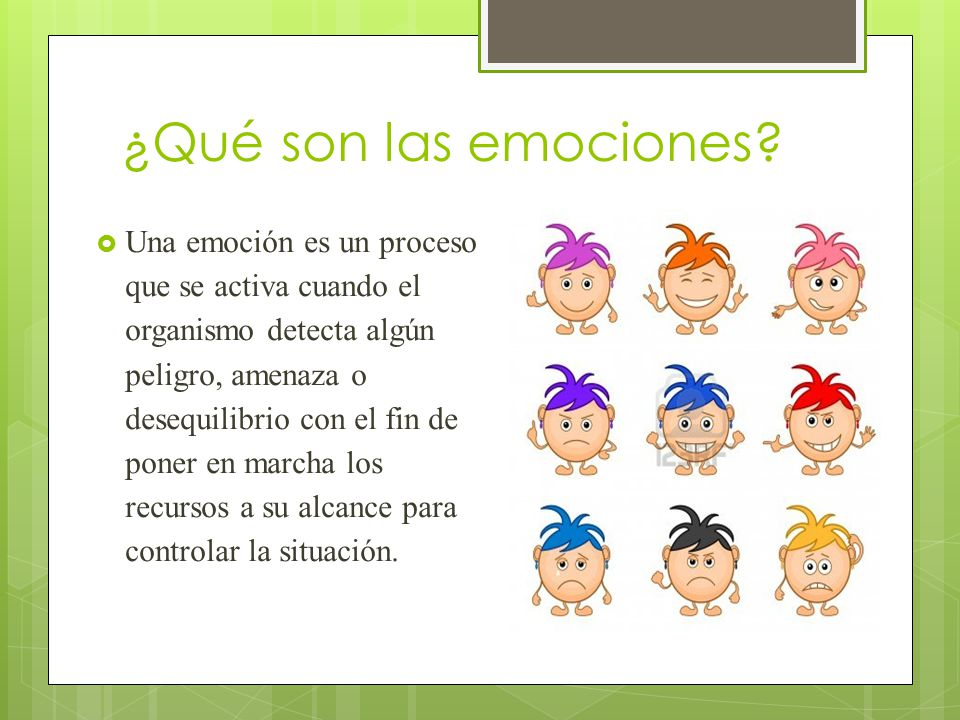 ¿Qué son las emociones?
Una emoción es un proceso
que se activa cuando el
organismo detecta algún
peligro, amenaza o
desequilibrio con el fin de
poner en marcha los
recursos a su alcance para
controlar la situación.
123RF